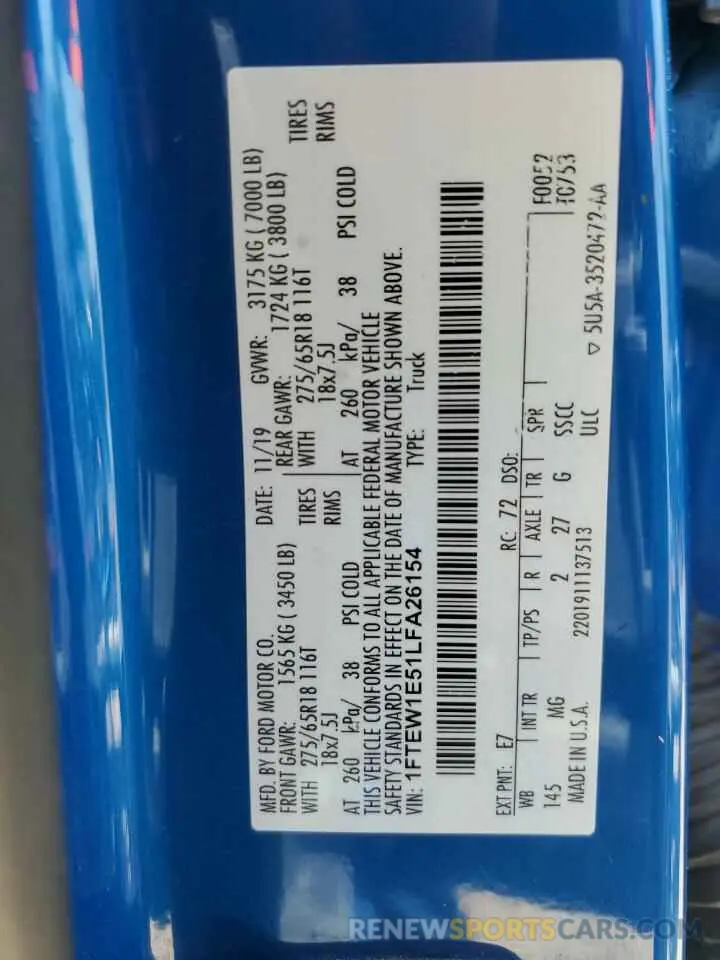 MFD. BY FORD MOTOR CO. DATE: 11/19 GVWR: 3175 KG ( 7000 LB)
FRONT GAWR: 1565 KG ( 3450 LB) REAR GAWR: 1724 KG ( 3800 LB)
WITH 275/65R18 116T TIRES WITH 275/65R18 116T TIRES
18x7.5J RIMS 18x7.5J RIMS
AT 260 kPa/ 38 PSI COLD AT 260 kPa/ 38 PSI COLD
THIS VEHICLE CONFORMS TO ALL APPLICABLE FEDERAL MOTOR VEHICLE
SAFETY STANDARDS IN EFFECT ON THE DATE OF MANUFACTURE SHOWN ABOVE.
VIN: 1FTEW1E51LFA26154 TYPE: Truck
EXT PNT: E7 RC: 72 DSO: F0052
WB INT TR TP/PS R AXLE TR SPR
145 MG 2 27 G SSCC
MADE IN U.S.A. 2201911137513 ULC
5U5A-3520472-AA
RENEWSPORTSCARS.COM